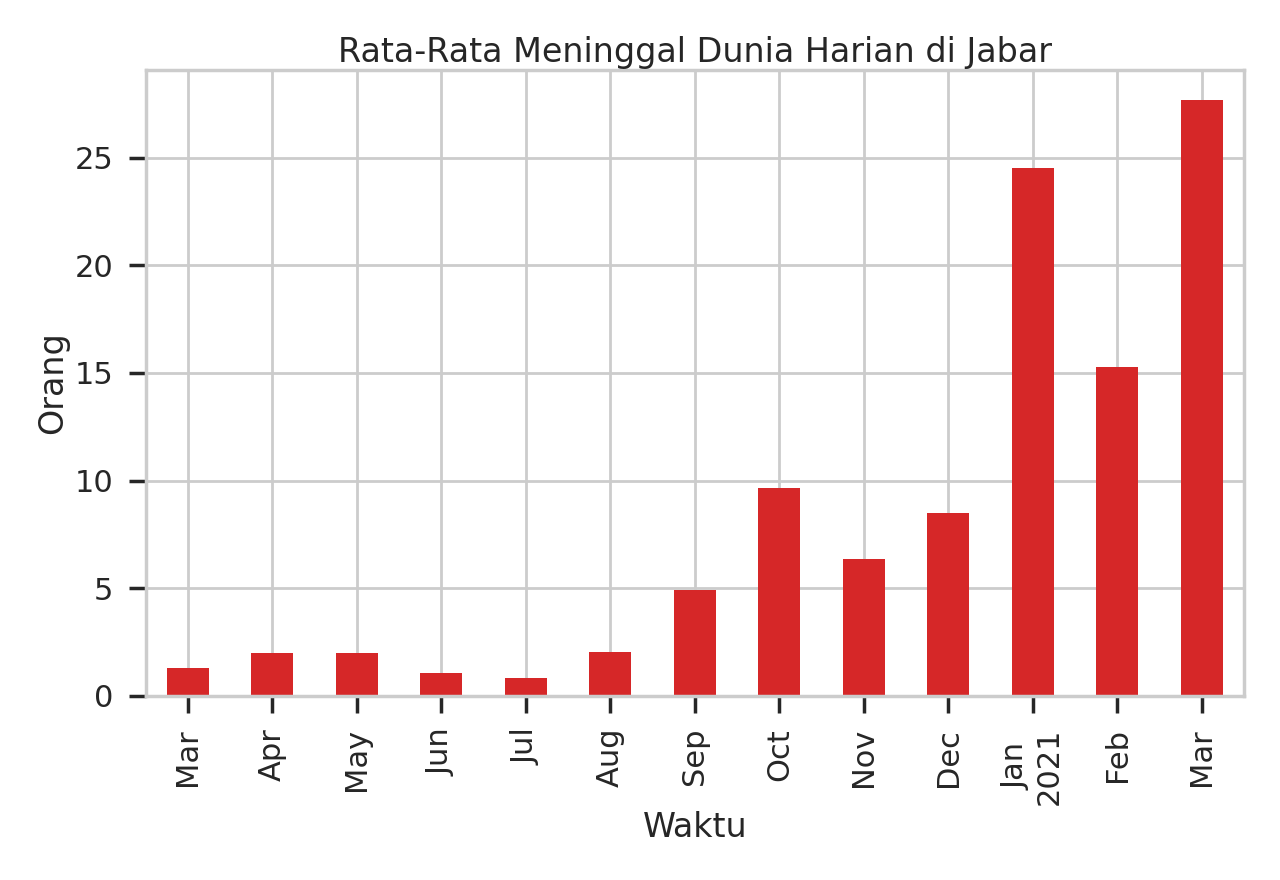 Rata-Rata Meninggal Dunia Harian di Jabar
25
20
15
10
5
0
Orang
Mar
Apr
May
Jun
Jul
Aug
Sep
Oct
Nov
Dec
Jan
2021
Feb
Mar
Waktu